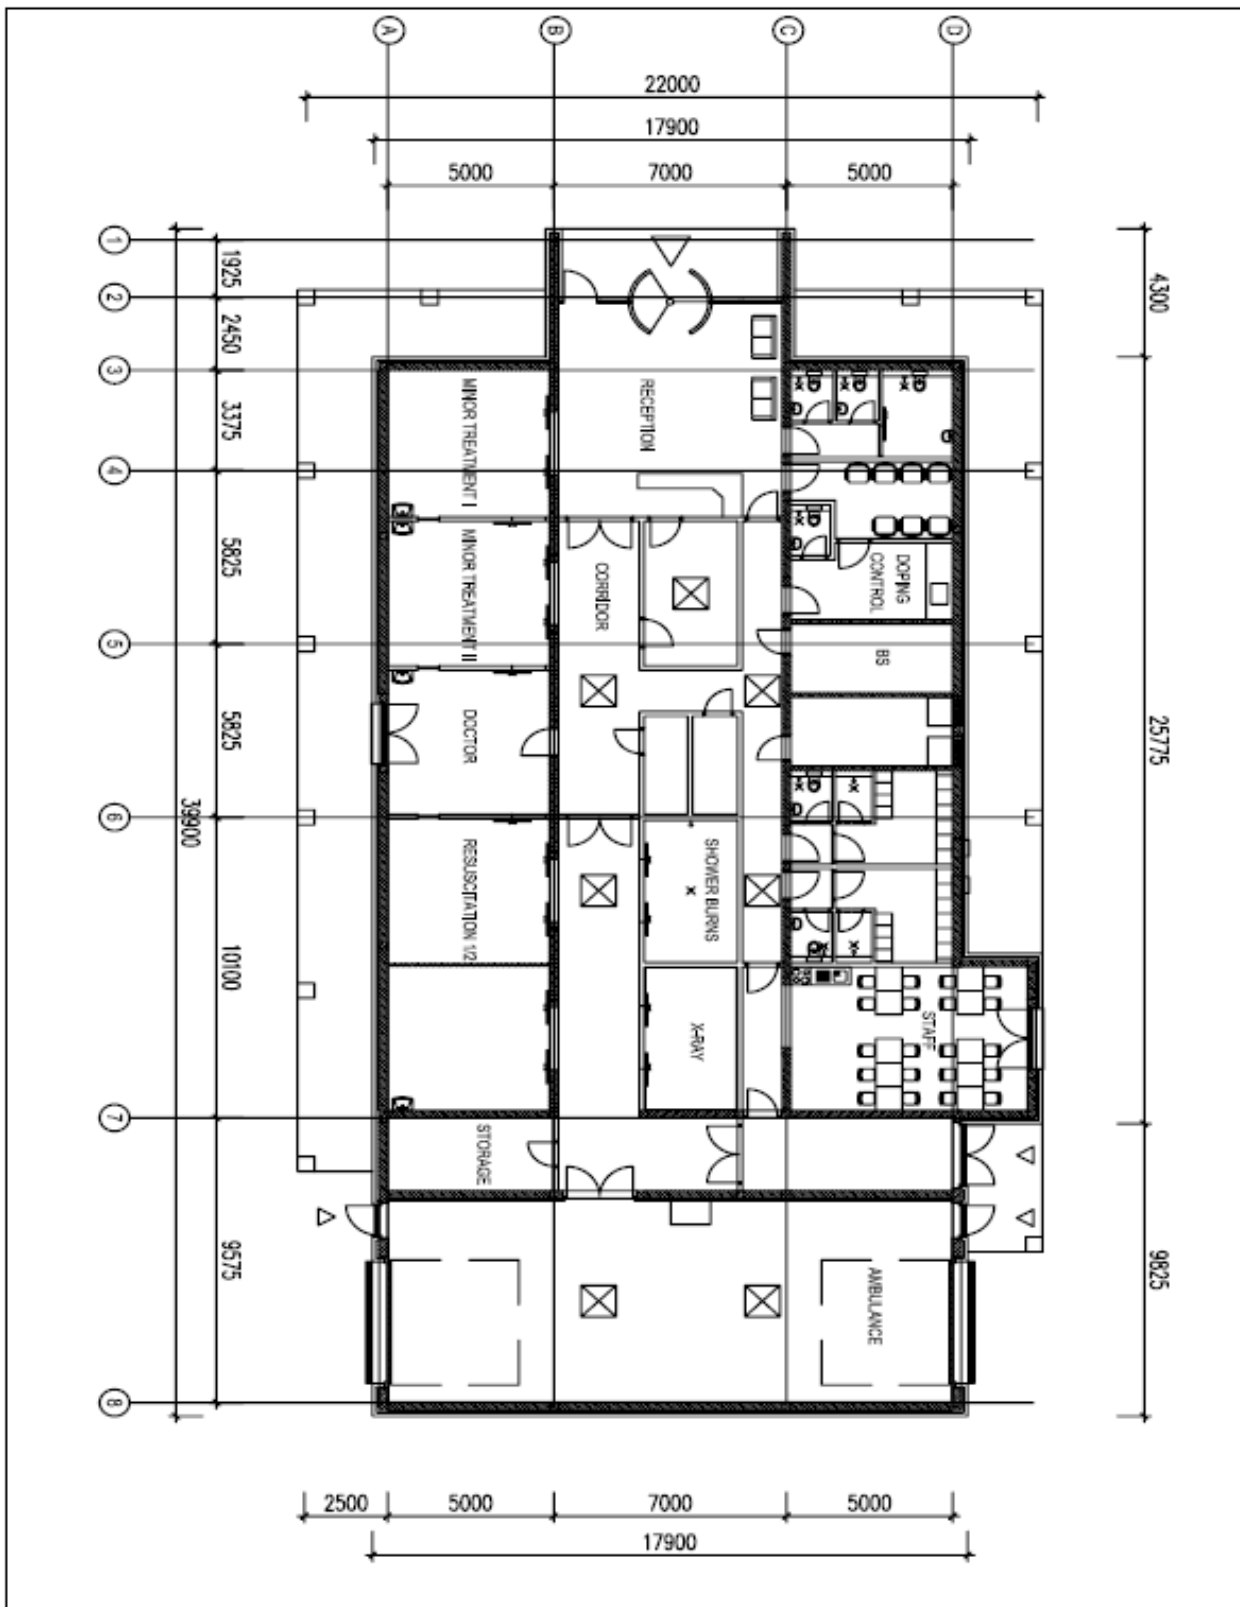 A
B
C
D
22000
17900
5000
7000
5000
1
2
3
4
5
6
7
8
1925
2450
3375
5825
5825
10100
9575
39900
4300
25775
9825
RECEPTION
MINOR TREATMENT I
MINOR TREATMENT II
CORRIDOR
DOPING
CONTROL
BS
DOCTOR
RESUSCITATION 1/2
SHOWER BURNS
X-RAY
STAFF
STORAGE
AMBULANCE
2500
5000
7000
5000
17900